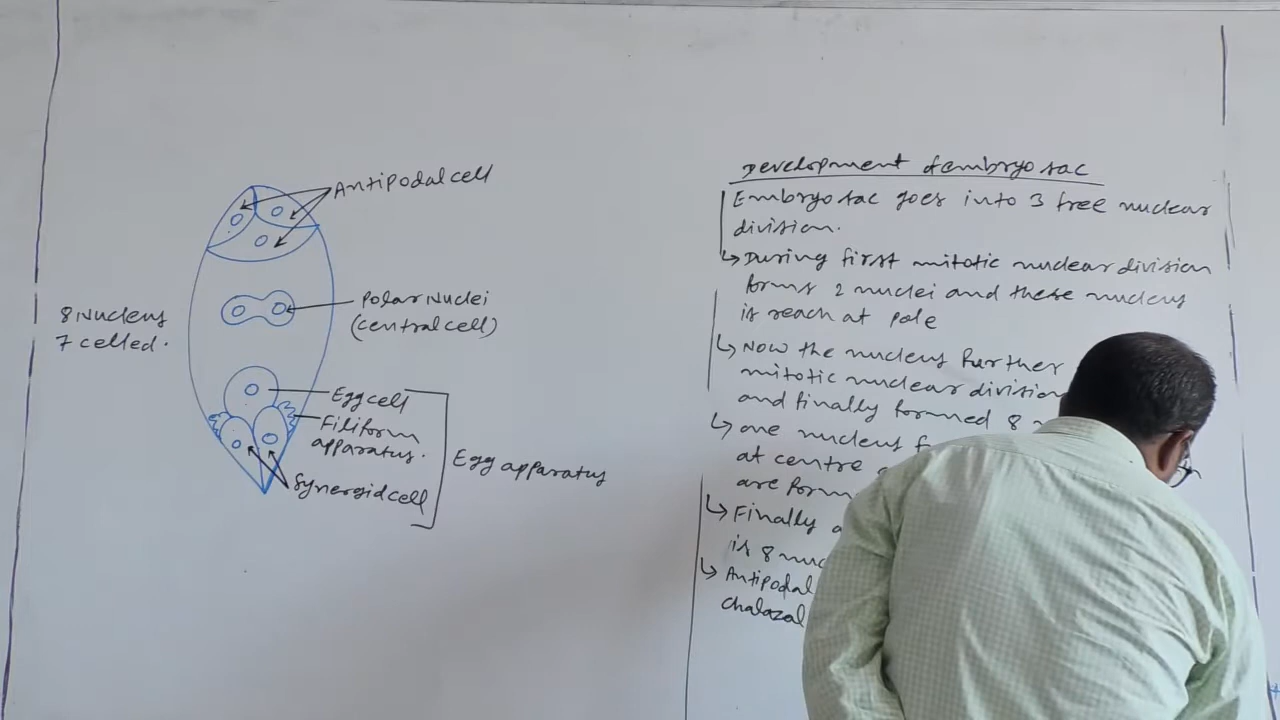 Antipodal cell
Polar Nuclei
(central cell)
8 Nucleus
7 celled.
Egg cell
Filiform
apparatus.
Egg apparatus
Synergid cell
Development of embryo sac
Embryo sac goes into 3 free nuclear
division.
During first mitotic nuclear division
forms 2 nuclei and these nucleus
is reach at pole
Now the nucleus further
mitotic nuclear division
and finally formed 8
one nucleus
at centre
are form
Finally
is 8 nuc
Antipodal
chalazal